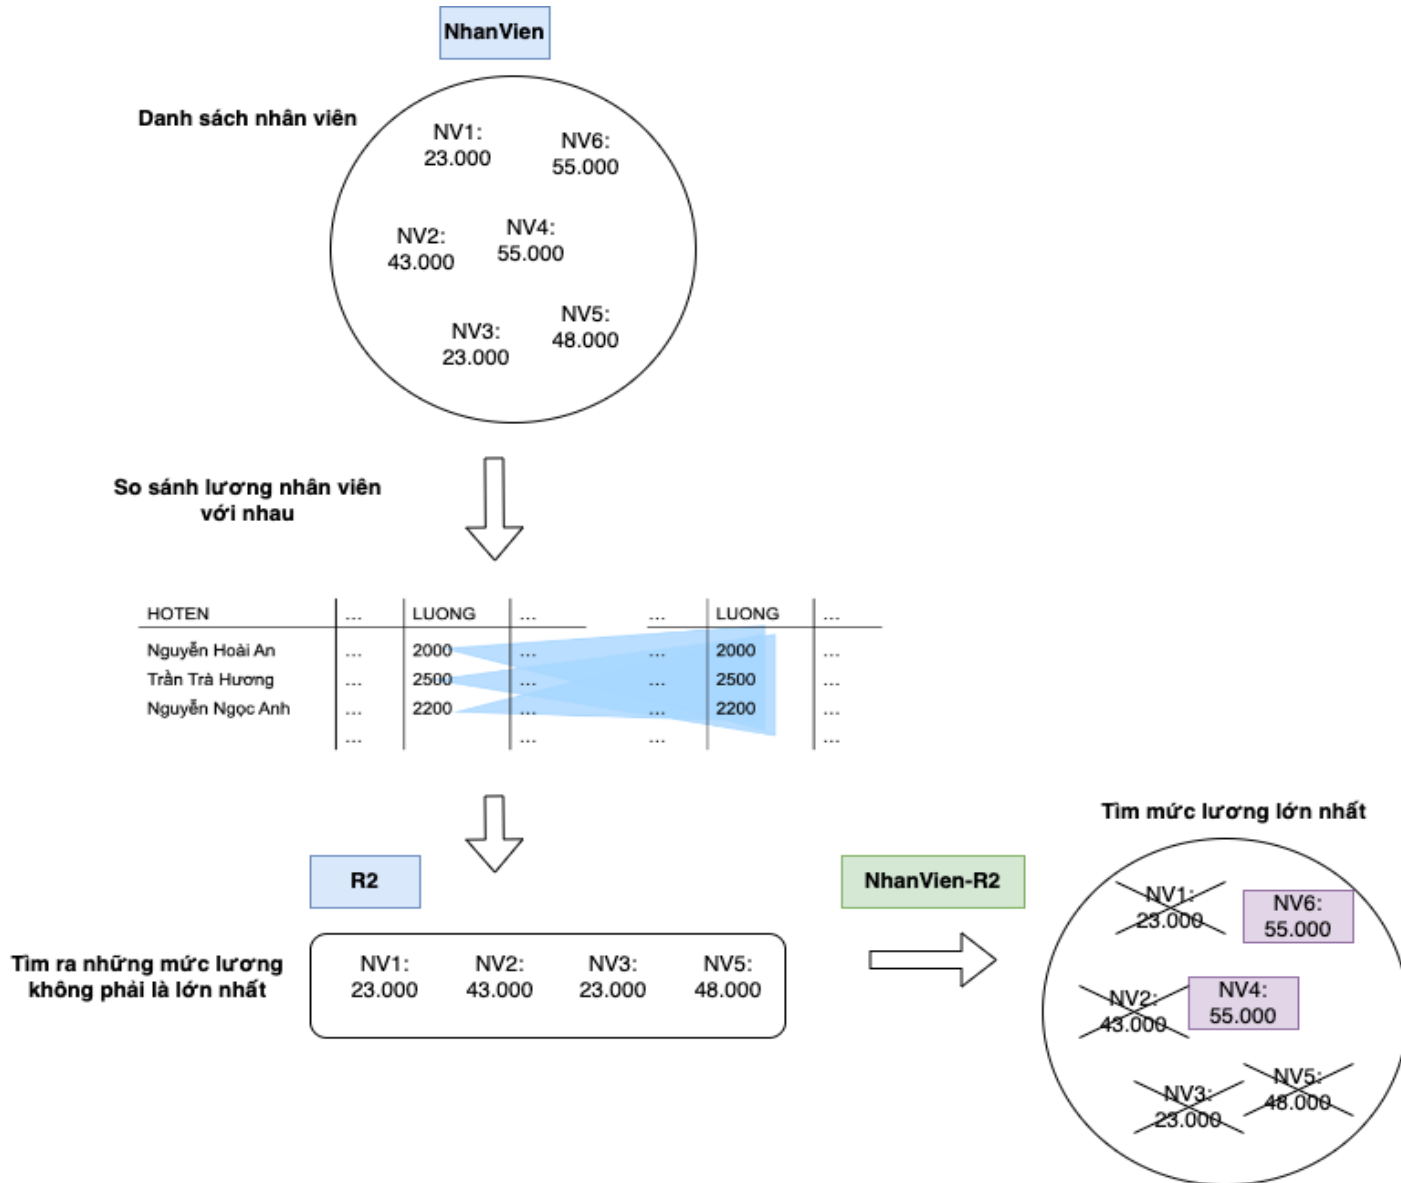 NhanVien
Danh sách nhân viên
NV1:
23.000
NV6:
55.000
NV2:
43.000
NV4:
55.000
NV3:
23.000
NV5:
48.000
So sánh lương nhân viên
với nhau
HOTEN ... LUONG ... ... LUONG ...
Nguyễn Hoài An ... 2000 ... ... 2000 ...
Trần Trà Hương ... 2500 ... ... 2500 ...
Nguyễn Ngọc Anh ... 2200 ... ... 2200 ...
... ... ... ...
R2
Tìm ra những mức lương
không phải là lớn nhất
NV1:
23.000
NV2:
43.000
NV3:
23.000
NV5:
48.000
NhanVien-R2
Tìm mức lương lớn nhất
NV1:
23.000
NV6:
55.000
NV2:
43.000
NV4:
55.000
NV3:
23.000
NV5:
48.000